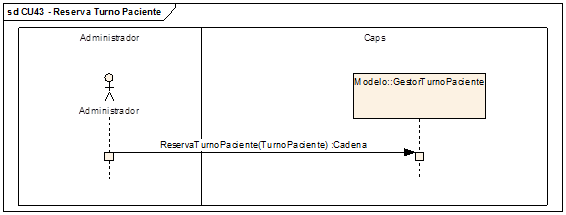 sd CU43 - Reserva Turno Paciente
Administrador
Caps
Modelo::GestorTurnoPaciente
Administrador
ReservaTurnoPaciente(TurnoPaciente) :Cadena